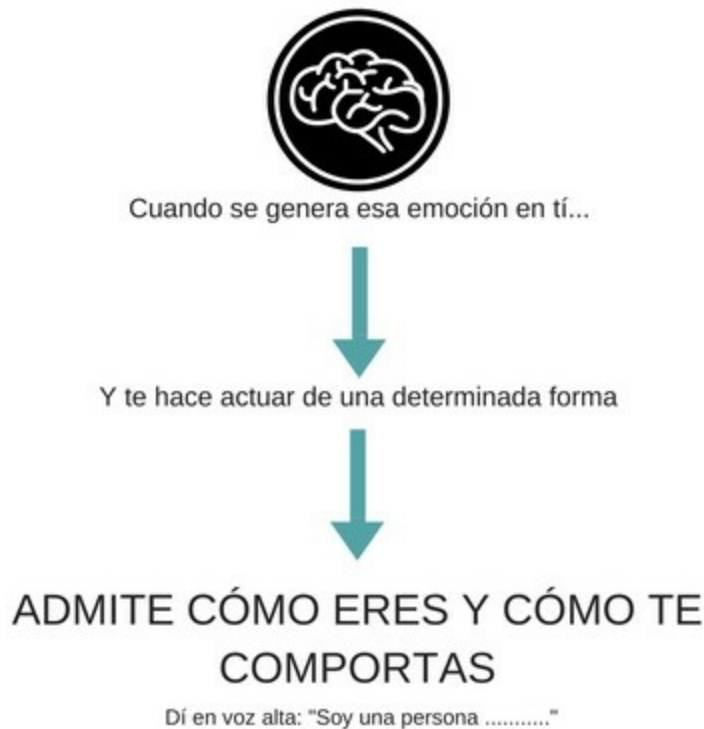 Cuando se genera esa emoción en tí...
Y te hace actuar de una determinada forma
ADMITE CÓMO ERES Y CÓMO TE
COMPORTAS
Dí en voz alta: "Soy una persona ..........."